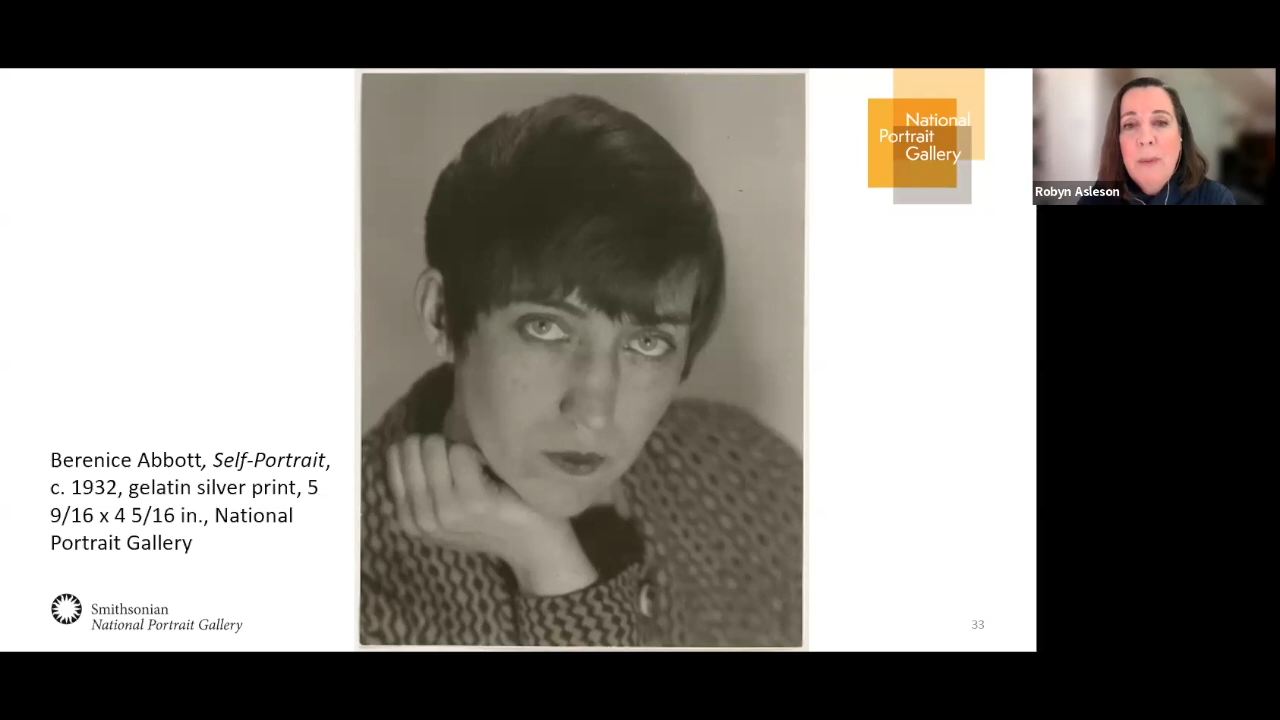 National
Portrait
Gallery
Robyn Asleson
Berenice Abbott, Self-Portrait,
c. 1932, gelatin silver print, 5
9/16 x 4 5/16 in., National
Portrait Gallery
Smithsonian
National Portrait Gallery
33